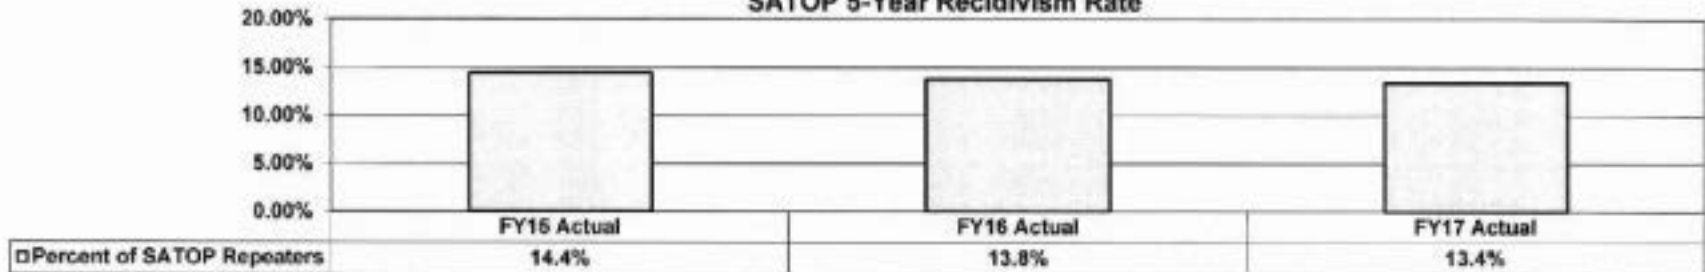 SATOP 5-Year Recidivism Rate
20.00%
15.00%
10.00%
5.00%
0.00%
FY15 Actual FY16 Actual FY17 Actual
Percent of SATOP Repeaters 14.4% 13.8% 13.4%